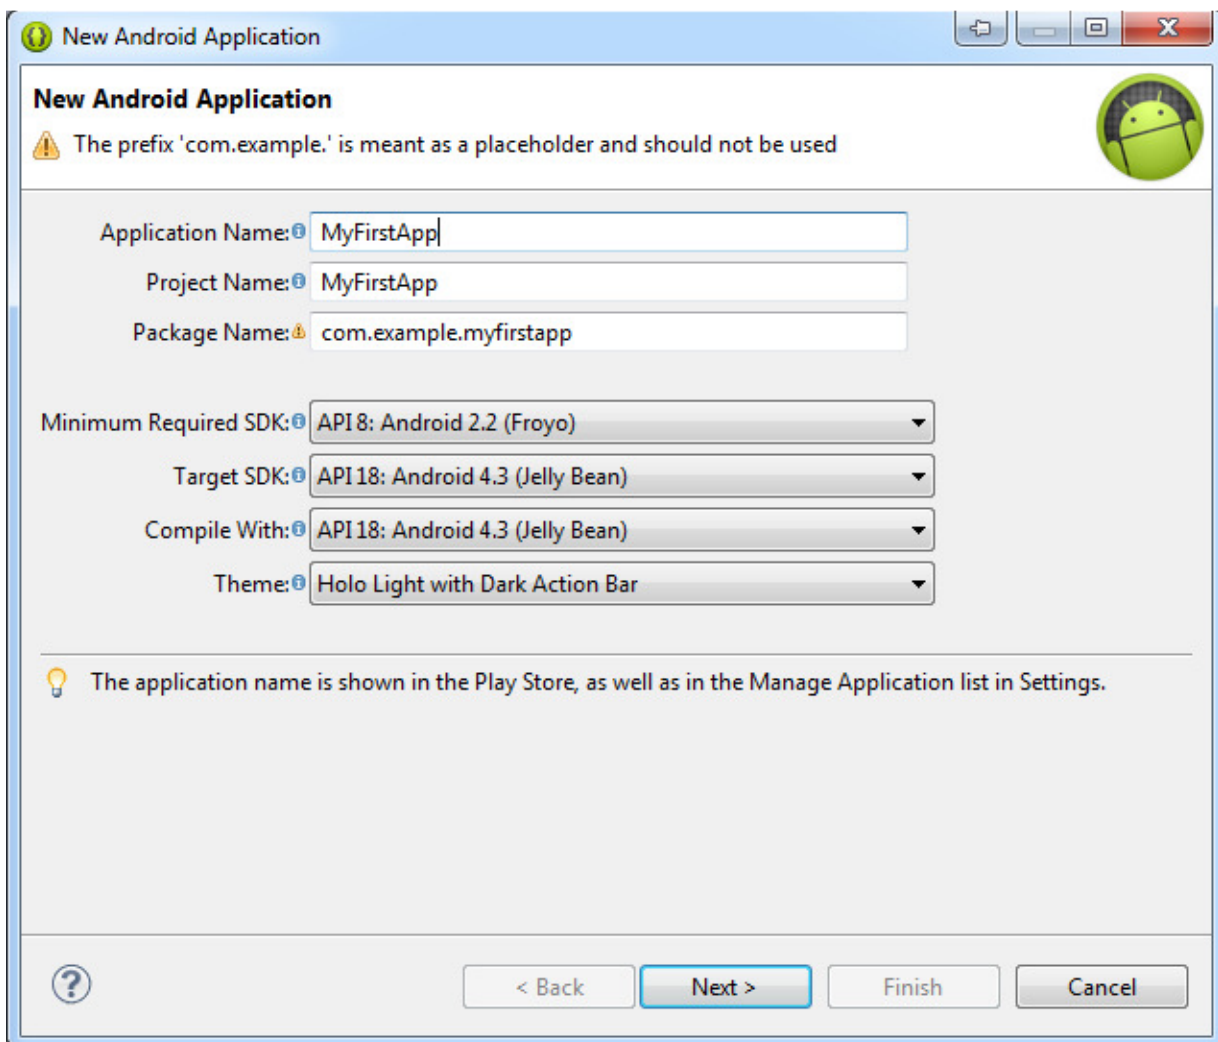 New Android Application
New Android Application
The prefix 'com.example.' is meant as a placeholder and should not be used
Application Name: MyFirstApp
Project Name: MyFirstApp
Package Name: com.example.myfirstapp
Minimum Required SDK: API 8: Android 2.2 (Froyo)
Target SDK: API 18: Android 4.3 (Jelly Bean)
Compile With: API 18: Android 4.3 (Jelly Bean)
Theme: Holo Light with Dark Action Bar
The application name is shown in the Play Store, as well as in the Manage Application list in Settings.
? < Back Next > Finish Cancel